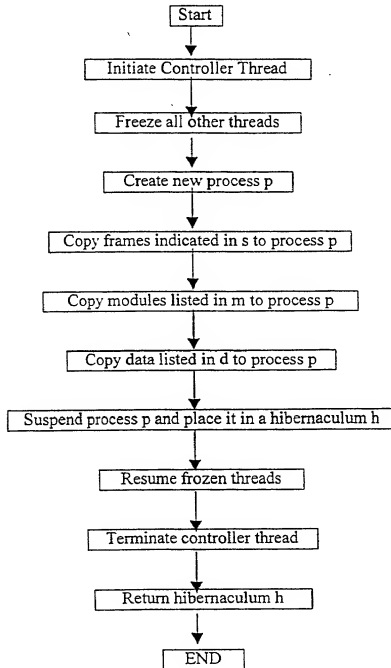 Start
Initiate Controller Thread
Freeze all other threads
Create new process p
Copy frames indicated in s to process p
Copy modules listed in m to process p
Copy data listed in d to process p
Suspend process p and place it in a hibernaculum h
Resume frozen threads
Terminate controller thread
Return hibernaculum h
END